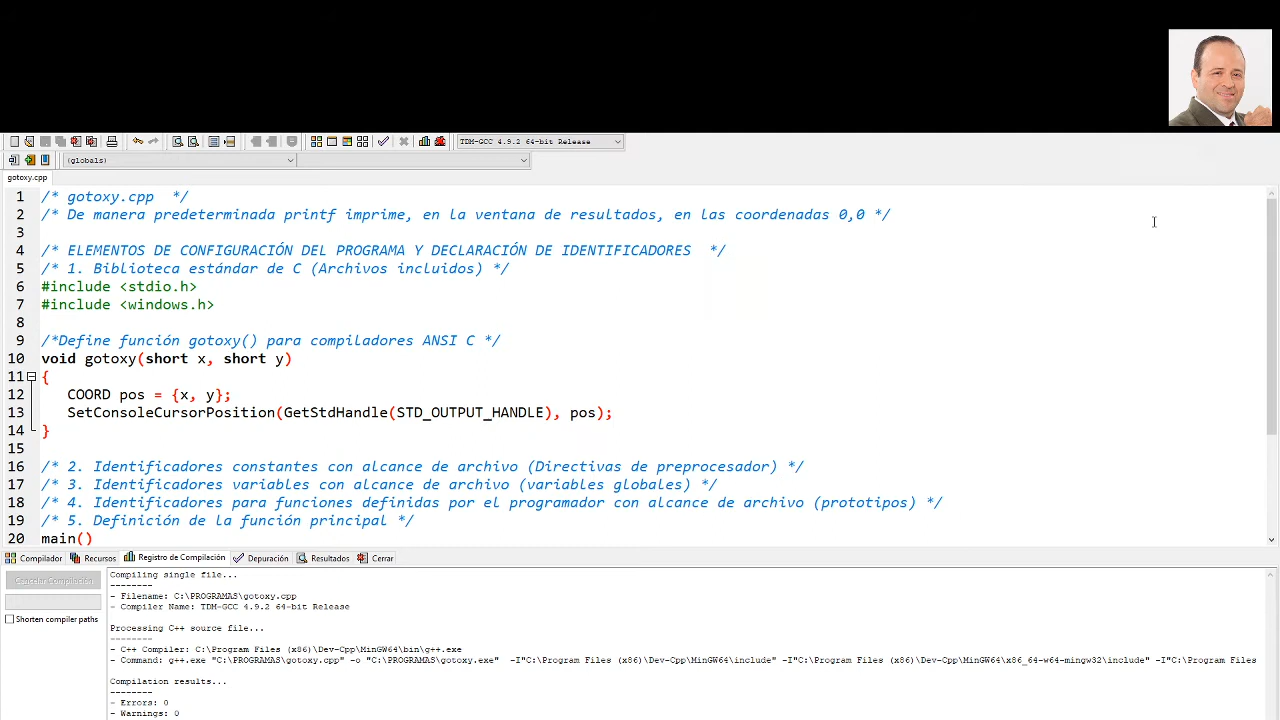 TDM-GCC 4.9.2 64-bit Release
(globals)
gotoxy.cpp
1 /* gotoxy.cpp  */
2 /* De manera predeterminada printf imprime, en la ventana de resultados, en las coordenadas 0,0 */
3
4 /* ELEMENTOS DE CONFIGURACIÓN DEL PROGRAMA Y DECLARACIÓN DE IDENTIFICADORES  */
5 /* 1. Biblioteca estándar de C (Archivos incluidos) */
6 #include <stdio.h>
7 #include <windows.h>
8
9 /*Define función gotoxy() para compiladores ANSI C */
10 void gotoxy(short x, short y)
11 {
12    COORD pos = {x, y};
13    SetConsoleCursorPosition(GetStdHandle(STD_OUTPUT_HANDLE), pos);
14 }
15
16 /* 2. Identificadores constantes con alcance de archivo (Directivas de preprocesador) */
17 /* 3. Identificadores variables con alcance de archivo (variables globales) */
18 /* 4. Identificadores para funciones definidas por el programador con alcance de archivo (prototipos) */
19 /* 5. Definición de la función principal */
20 main()
Compilador Recursos Registro de Compilación Depuración Resultados Cerrar
Cancelar Compilación
Shorten compiler paths
Compiling single file...
--------
- Filename: C:\PROGRAMAS\gotoxy.cpp
- Compiler Name: TDM-GCC 4.9.2 64-bit Release
Processing C++ source file...
--------
- C++ Compiler: C:\Program Files (x86)\Dev-Cpp\MinGW64\bin\g++.exe
- Command: g++.exe "C:\PROGRAMAS\gotoxy.cpp" -o "C:\PROGRAMAS\gotoxy.exe"  -I"C:\Program Files (x86)\Dev-Cpp\MinGW64\include" -I"C:\Program Files (x86)\Dev-Cpp\MinGW64\x86_64-w64-mingw32\include" -I"C:\Program Files
Compilation results...
--------
- Errors: 0
- Warnings: 0